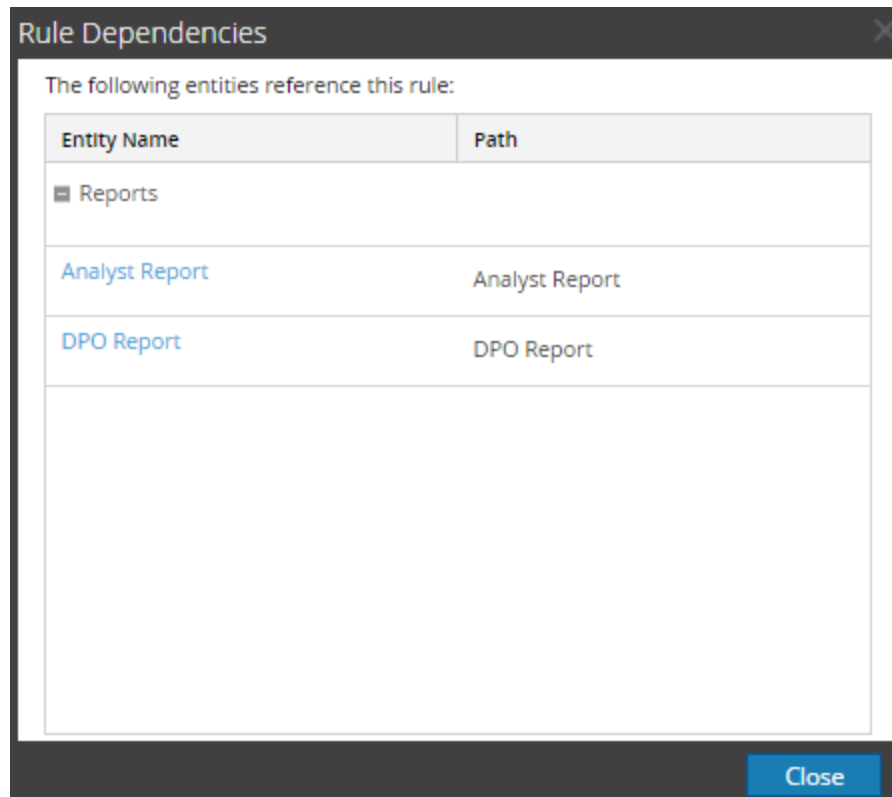 Rule Dependencies
The following entities reference this rule:
Entity Name Path
Reports
Analyst Report Analyst Report
DPO Report DPO Report
Close